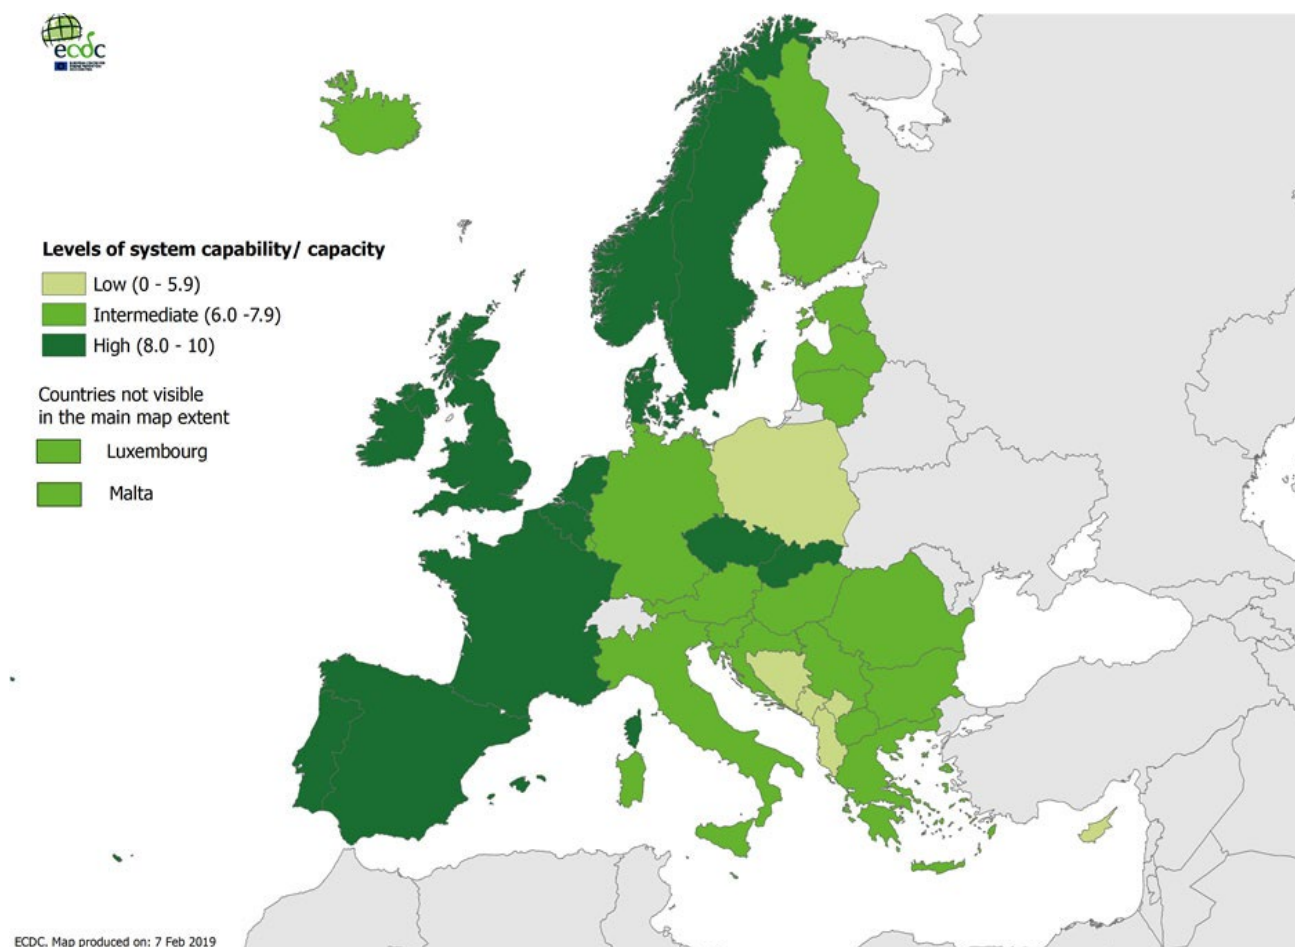 ecdc
Levels of system capability/ capacity
Low (0 - 5.9)
Intermediate (6.0 -7.9)
High (8.0 - 10)
Countries not visible
in the main map extent
Luxembourg
Malta
ECDC. Map produced on: 7 Feb 2019